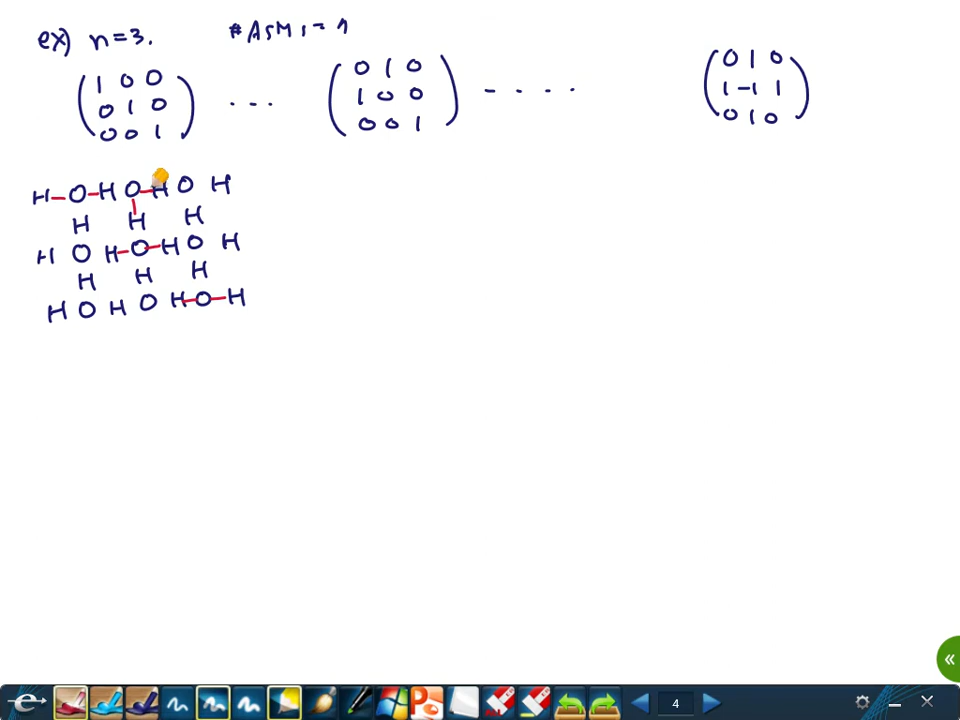 ex) n=3. # ASMs = 7
1 0 0
0 1 0
0 0 1
...
0 1 0
1 0 0
0 0 1
.....
0 1 0
1 -1 1
0 1 0
H-O-H O-H O H
H H H
H O H-O-H O H
H H H
H O H O H-O-H
4